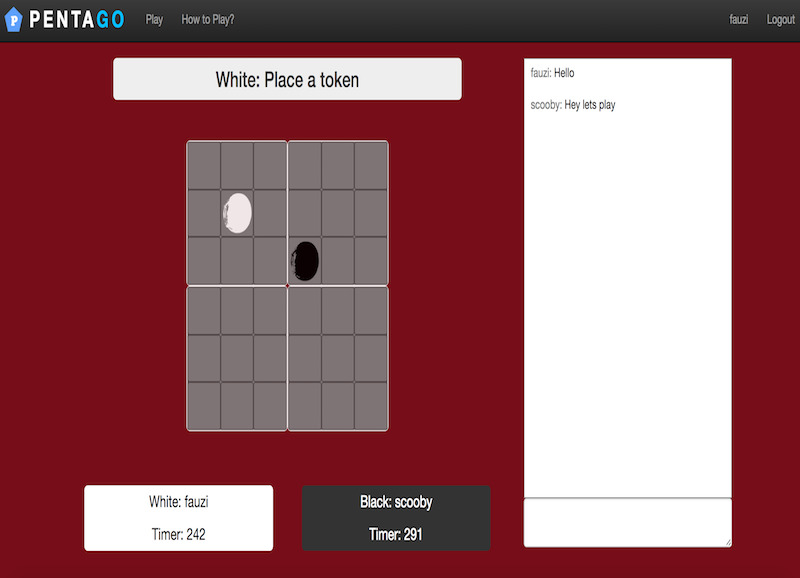 P PENTAGO Play How to Play? fauzi Logout
White: Place a token
fauzi: Hello
scooby: Hey lets play
White: fauzi
Timer: 242
Black: scooby
Timer: 291